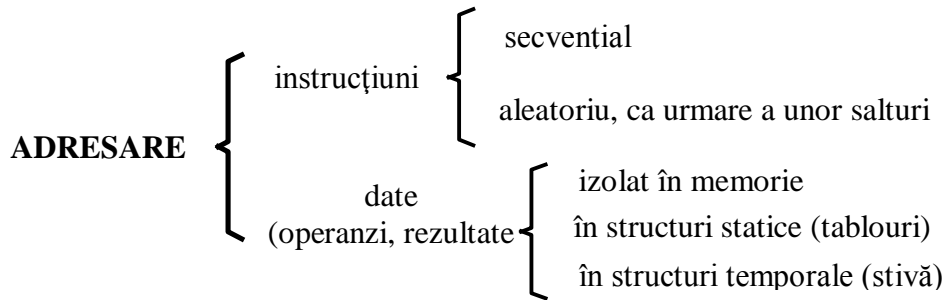 secvențial
instrucțiuni
aleatoriu, ca urmare a unor salturi
ADRESARE
izolat în memorie
date
(operanzi, rezultate
în structuri statice (tablouri)
în structuri temporale (stivă)